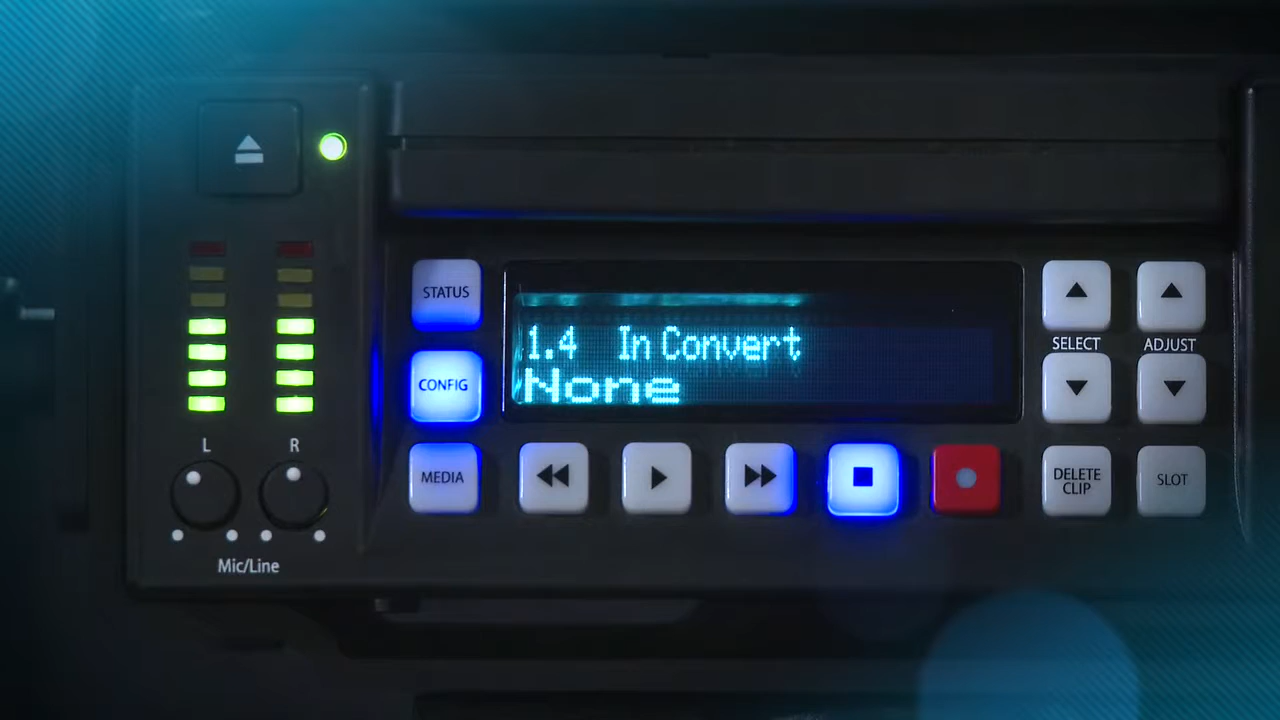 STATUS
1.4 In Convert
None
SELECT
ADJUST
CONFIG
L
R
MEDIA
DELETE
CLIP
SLOT
Mic/Line